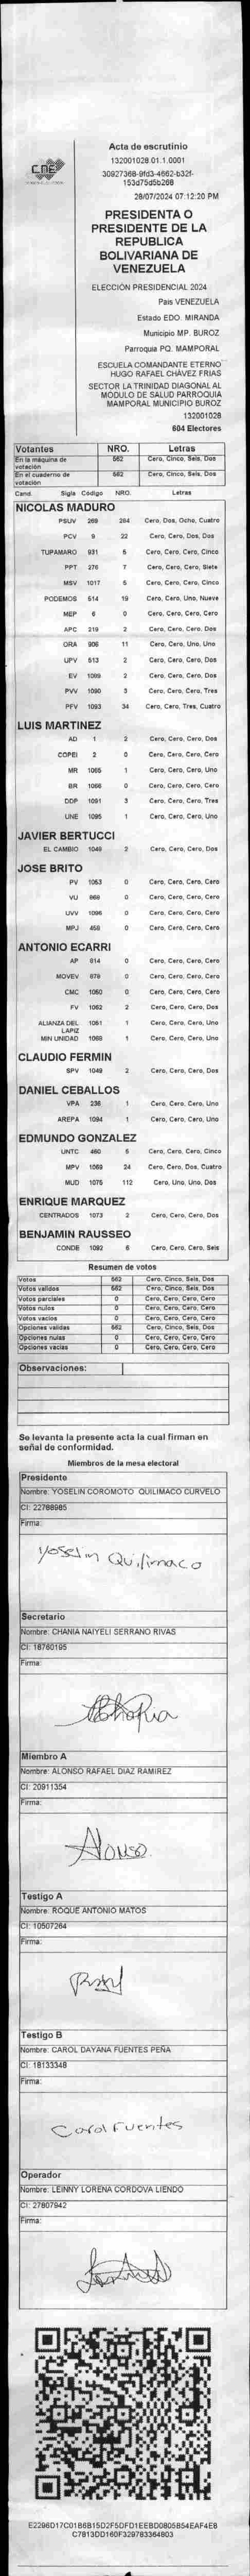 CNE
Acta de escrutinio
132001028.01.1.0001
30927368-9fd3-4662-b32f-
153d75d5b268
28/07/2024 07:12:20 PM
PRESIDENTA O
PRESIDENTE DE LA
REPUBLICA
BOLIVARIANA DE
VENEZUELA
ELECCIÓN PRESIDENCIAL 2024
País VENEZUELA
Estado EDO. MIRANDA
Municipio MP. BUROZ
Parroquia PQ. MAMPORAL
ESCUELA COMANDANTE ETERNO
HUGO RAFAEL CHÁVEZ FRIAS
SECTOR LA TRINIDAD DIAGONAL AL
MODULO DE SALUD PARROQUIA
MAMPORAL MUNICIPIO BUROZ
132001028
604 Electores
Votantes NRO. Letras
En la máquina de votación 562 Cero, Cinco, Seis, Dos
En el cuaderno de votación 562 Cero, Cinco, Seis, Dos
Cand. Sigla Código NRO. Letras
NICOLAS MADURO
PSUV 269 284 Cero, Dos, Ocho, Cuatro
PCV 9 22 Cero, Cero, Dos, Dos
TUPAMARO 931 5 Cero, Cero, Cero, Cinco
PPT 276 7 Cero, Cero, Cero, Siete
MSV 1017 5 Cero, Cero, Cero, Cinco
PODEMOS 514 19 Cero, Cero, Uno, Nueve
MEP 6 0 Cero, Cero, Cero, Cero
APC 219 2 Cero, Cero, Cero, Dos
ORA 906 11 Cero, Cero, Uno, Uno
UPV 513 2 Cero, Cero, Cero, Dos
EV 1099 2 Cero, Cero, Cero, Dos
PVV 1090 3 Cero, Cero, Cero, Tres
PFV 1093 34 Cero, Cero, Tres, Cuatro
LUIS MARTINEZ
AD 1 2 Cero, Cero, Cero, Dos
COPEI 2 0 Cero, Cero, Cero, Cero
MR 1065 1 Cero, Cero, Cero, Uno
BR 1066 0 Cero, Cero, Cero, Cero
DDP 1091 3 Cero, Cero, Cero, Tres
UNE 1095 1 Cero, Cero, Cero, Uno
JAVIER BERTUCCI
EL CAMBIO 1048 2 Cero, Cero, Cero, Dos
JOSE BRITO
PV 1053 0 Cero, Cero, Cero, Cero
VU 968 0 Cero, Cero, Cero, Cero
UVV 1096 0 Cero, Cero, Cero, Cero
MPJ 458 0 Cero, Cero, Cero, Cero
ANTONIO ECARRI
AP 814 0 Cero, Cero, Cero, Cero
MOVEV 879 0 Cero, Cero, Cero, Cero
CMC 1050 0 Cero, Cero, Cero, Cero
FV 1052 2 Cero, Cero, Cero, Dos
ALIANZA DEL LAPIZ 1051 1 Cero, Cero, Cero, Uno
MIN UNIDAD 1069 1 Cero, Cero, Cero, Uno
CLAUDIO FERMIN
SPV 1049 2 Cero, Cero, Cero, Dos
DANIEL CEBALLOS
VPA 236 1 Cero, Cero, Cero, Uno
AREPA 1094 1 Cero, Cero, Cero, Uno
EDMUNDO GONZALEZ
UNTC 460 5 Cero, Cero, Cero, Cinco
MPV 1069 24 Cero, Cero, Dos, Cuatro
MUD 1075 112 Cero, Uno, Uno, Dos
ENRIQUE MARQUEZ
CENTRADOS 1073 2 Cero, Cero, Cero, Dos
BENJAMIN RAUSSEO
CONDE 1092 6 Cero, Cero, Cero, Seis
Resumen de votos
Votos 562 Cero, Cinco, Seis, Dos
Votos válidos 562 Cero, Cinco, Seis, Dos
Votos parciales 0 Cero, Cero, Cero, Cero
Votos nulos 0 Cero, Cero, Cero, Cero
Votos vacíos 0 Cero, Cero, Cero, Cero
Opciones válidas 562 Cero, Cinco, Seis, Dos
Opciones nulas 0 Cero, Cero, Cero, Cero
Opciones vacías 0 Cero, Cero, Cero, Cero
Observaciones:
Se levanta la presente acta la cual firman en
señal de conformidad.
Miembros de la mesa electoral
Presidente
Nombre: YOSELIN COROMOTO QUILIMACO CURVELO
CI: 22788985
Firma:
Yoselin Quilimaco
Secretario
Nombre: CHANIA NAIYELI SERRANO RIVAS
CI: 18760195
Firma:
Miembro A
Nombre: ALONSO RAFAEL DIAZ RAMIREZ
CI: 20911354
Firma:
Alonso
Testigo A
Nombre: ROQUE ANTONIO MATOS
CI: 10507264
Firma:
Testigo B
Nombre: CAROL DAYANA FUENTES PEÑA
CI: 18133348
Firma:
Carol Fuentes
Operador
Nombre: LEINNY LORENA CORDOVA LIENDO
CI: 27807942
Firma:
E2296D17C01B6B15D2F5DFD1EEBD0805B54EAF4E8
C7813DD160F329783364803